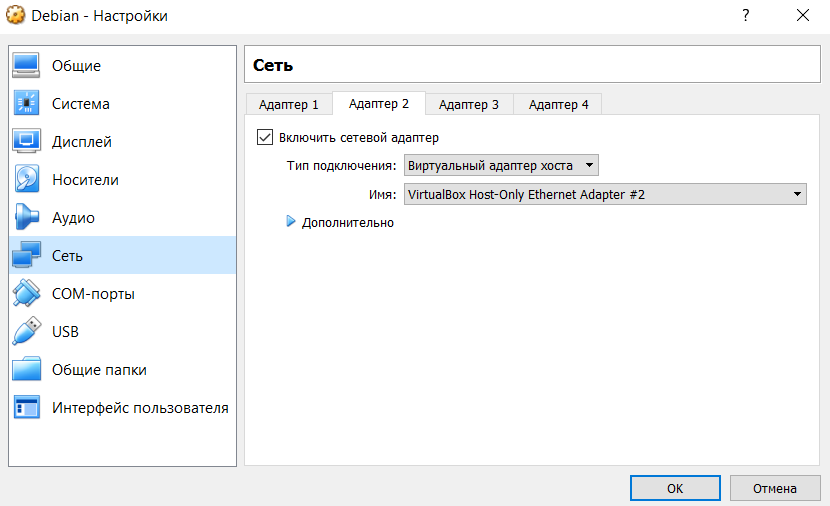 Debian - Настройки
?
Общие
Система
Дисплей
Носители
Аудио
Сеть
COM-порты
USB
Общие папки
Интерфейс пользователя
Сеть
Адаптер 1 Адаптер 2 Адаптер 3 Адаптер 4
Включить сетевой адаптер
Тип подключения: Виртуальный адаптер хоста
Имя: VirtualBox Host-Only Ethernet Adapter #2
Дополнительно
OK Отмена